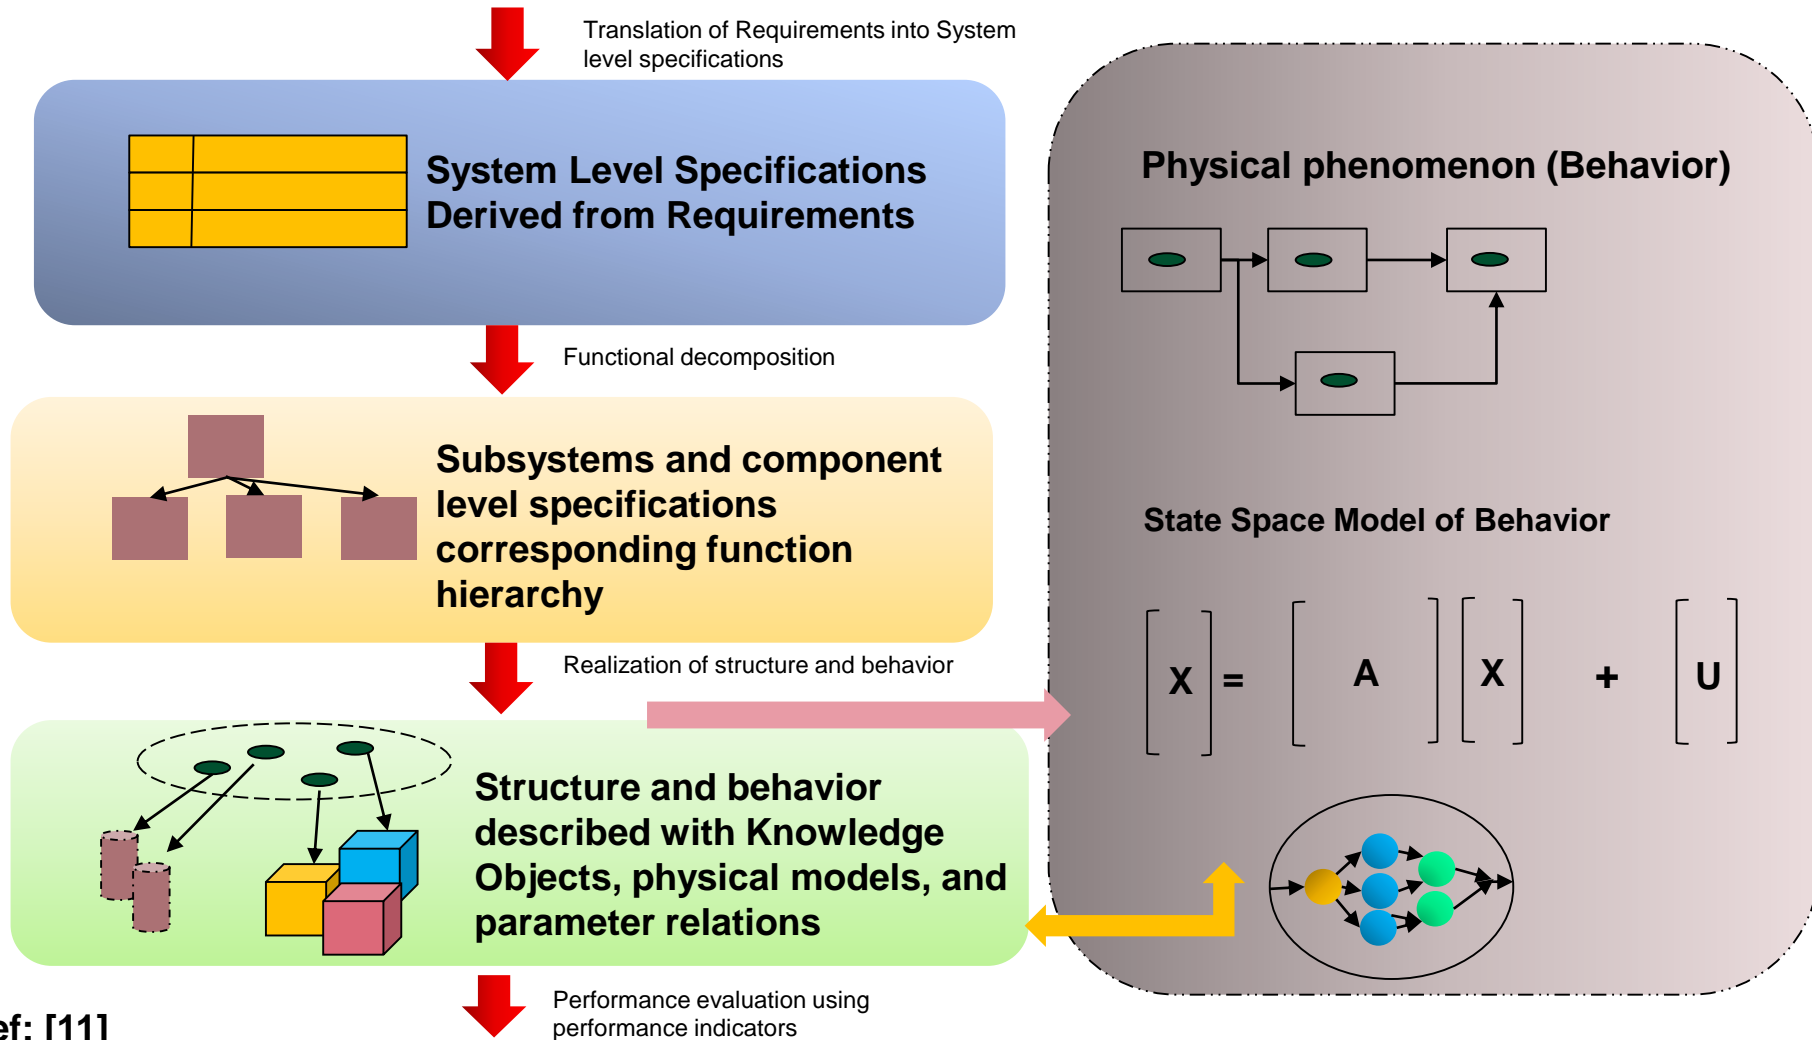 Translation of Requirements into System
level specifications
System Level Specifications
Derived from Requirements
Functional decomposition
Subsystems and component
level specifications
corresponding function
hierarchy
Realization of structure and behavior
Structure and behavior
described with Knowledge
Objects, physical models, and
parameter relations
Performance evaluation using
performance indicators
ef: [11]
Physical phenomenon (Behavior)
State Space Model of Behavior
X = A X + U